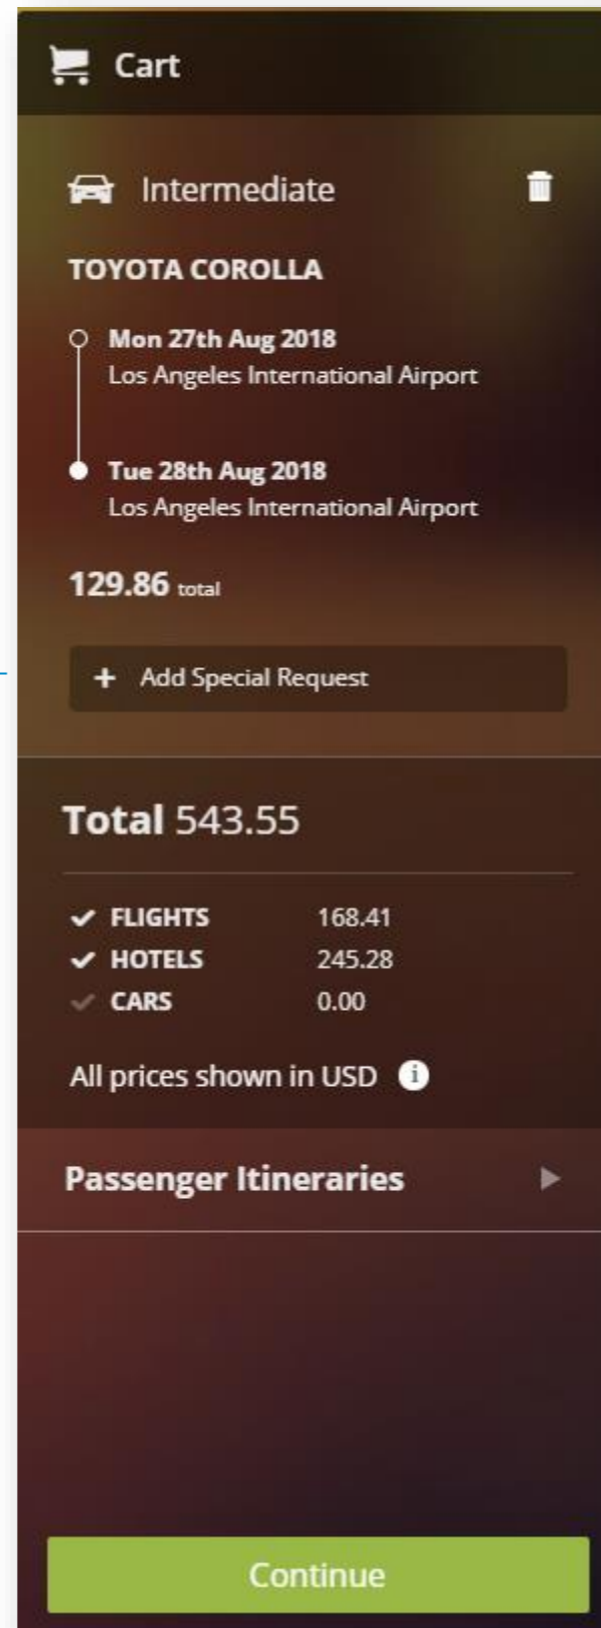 Cart
Intermediate
TOYOTA COROLLA
Mon 27th Aug 2018
Los Angeles International Airport
Tue 28th Aug 2018
Los Angeles International Airport
129.86 total
+ Add Special Request
Total 543.55
FLIGHTS 168.41
HOTELS 245.28
CARS 0.00
All prices shown in USD i
Passenger Itineraries
Continue